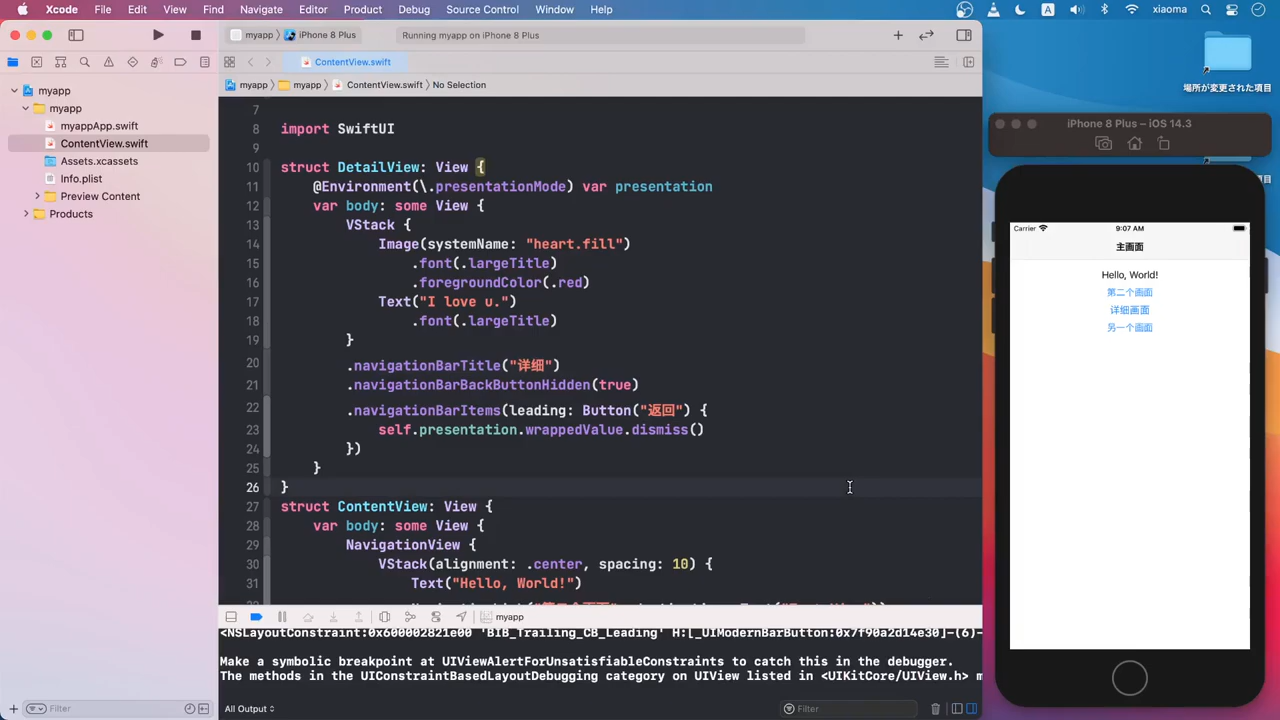 Xcode File Edit View Find Navigate Editor Product Debug Source Control Window Help
A xiaoma
myapp iPhone 8 Plus Running myapp on iPhone 8 Plus
ContentView.swift
myapp myapp ContentView.swift No Selection
myapp
myapp
myappApp.swift
ContentView.swift
Assets.xcassets
Info.plist
Preview Content
Products
7
8 import SwiftUI
9
10 struct DetailView: View {
11 @Environment(\.presentationMode) var presentation
12 var body: some View {
13 VStack {
14 Image(systemName: "heart.fill")
15 .font(.largeTitle)
16 .foregroundColor(.red)
17 Text("I love u.")
18 .font(.largeTitle)
19 }
20 .navigationBarTitle("详细")
21 .navigationBarBackButtonHidden(true)
22 .navigationBarItems(leading: Button("返回") {
23 self.presentation.wrappedValue.dismiss()
24 })
25 }
26 }
27 struct ContentView: View {
28 var body: some View {
29 NavigationView {
30 VStack(alignment: .center, spacing: 10) {
31 Text("Hello, World!")
myapp
<NSLayoutConstraint:0x600002821e00 'BIB_Trailing_CB_Leading' H:[_UIModernBarButton:0x7f90a2d14e30]-(6)-
Make a symbolic breakpoint at UIViewAlertForUnsatisfiableConstraints to catch this in the debugger.
The methods in the UIConstraintBasedLayoutDebugging category on UIView listed in <UIKitCore/UIView.h> m
Filter
All Output
Filter
場所が変更された項目
iPhone 8 Plus – iOS 14.3
項目
Carrier 9:07 AM
主画面
Hello, World!
第二个画面
详细画面
另一个画面